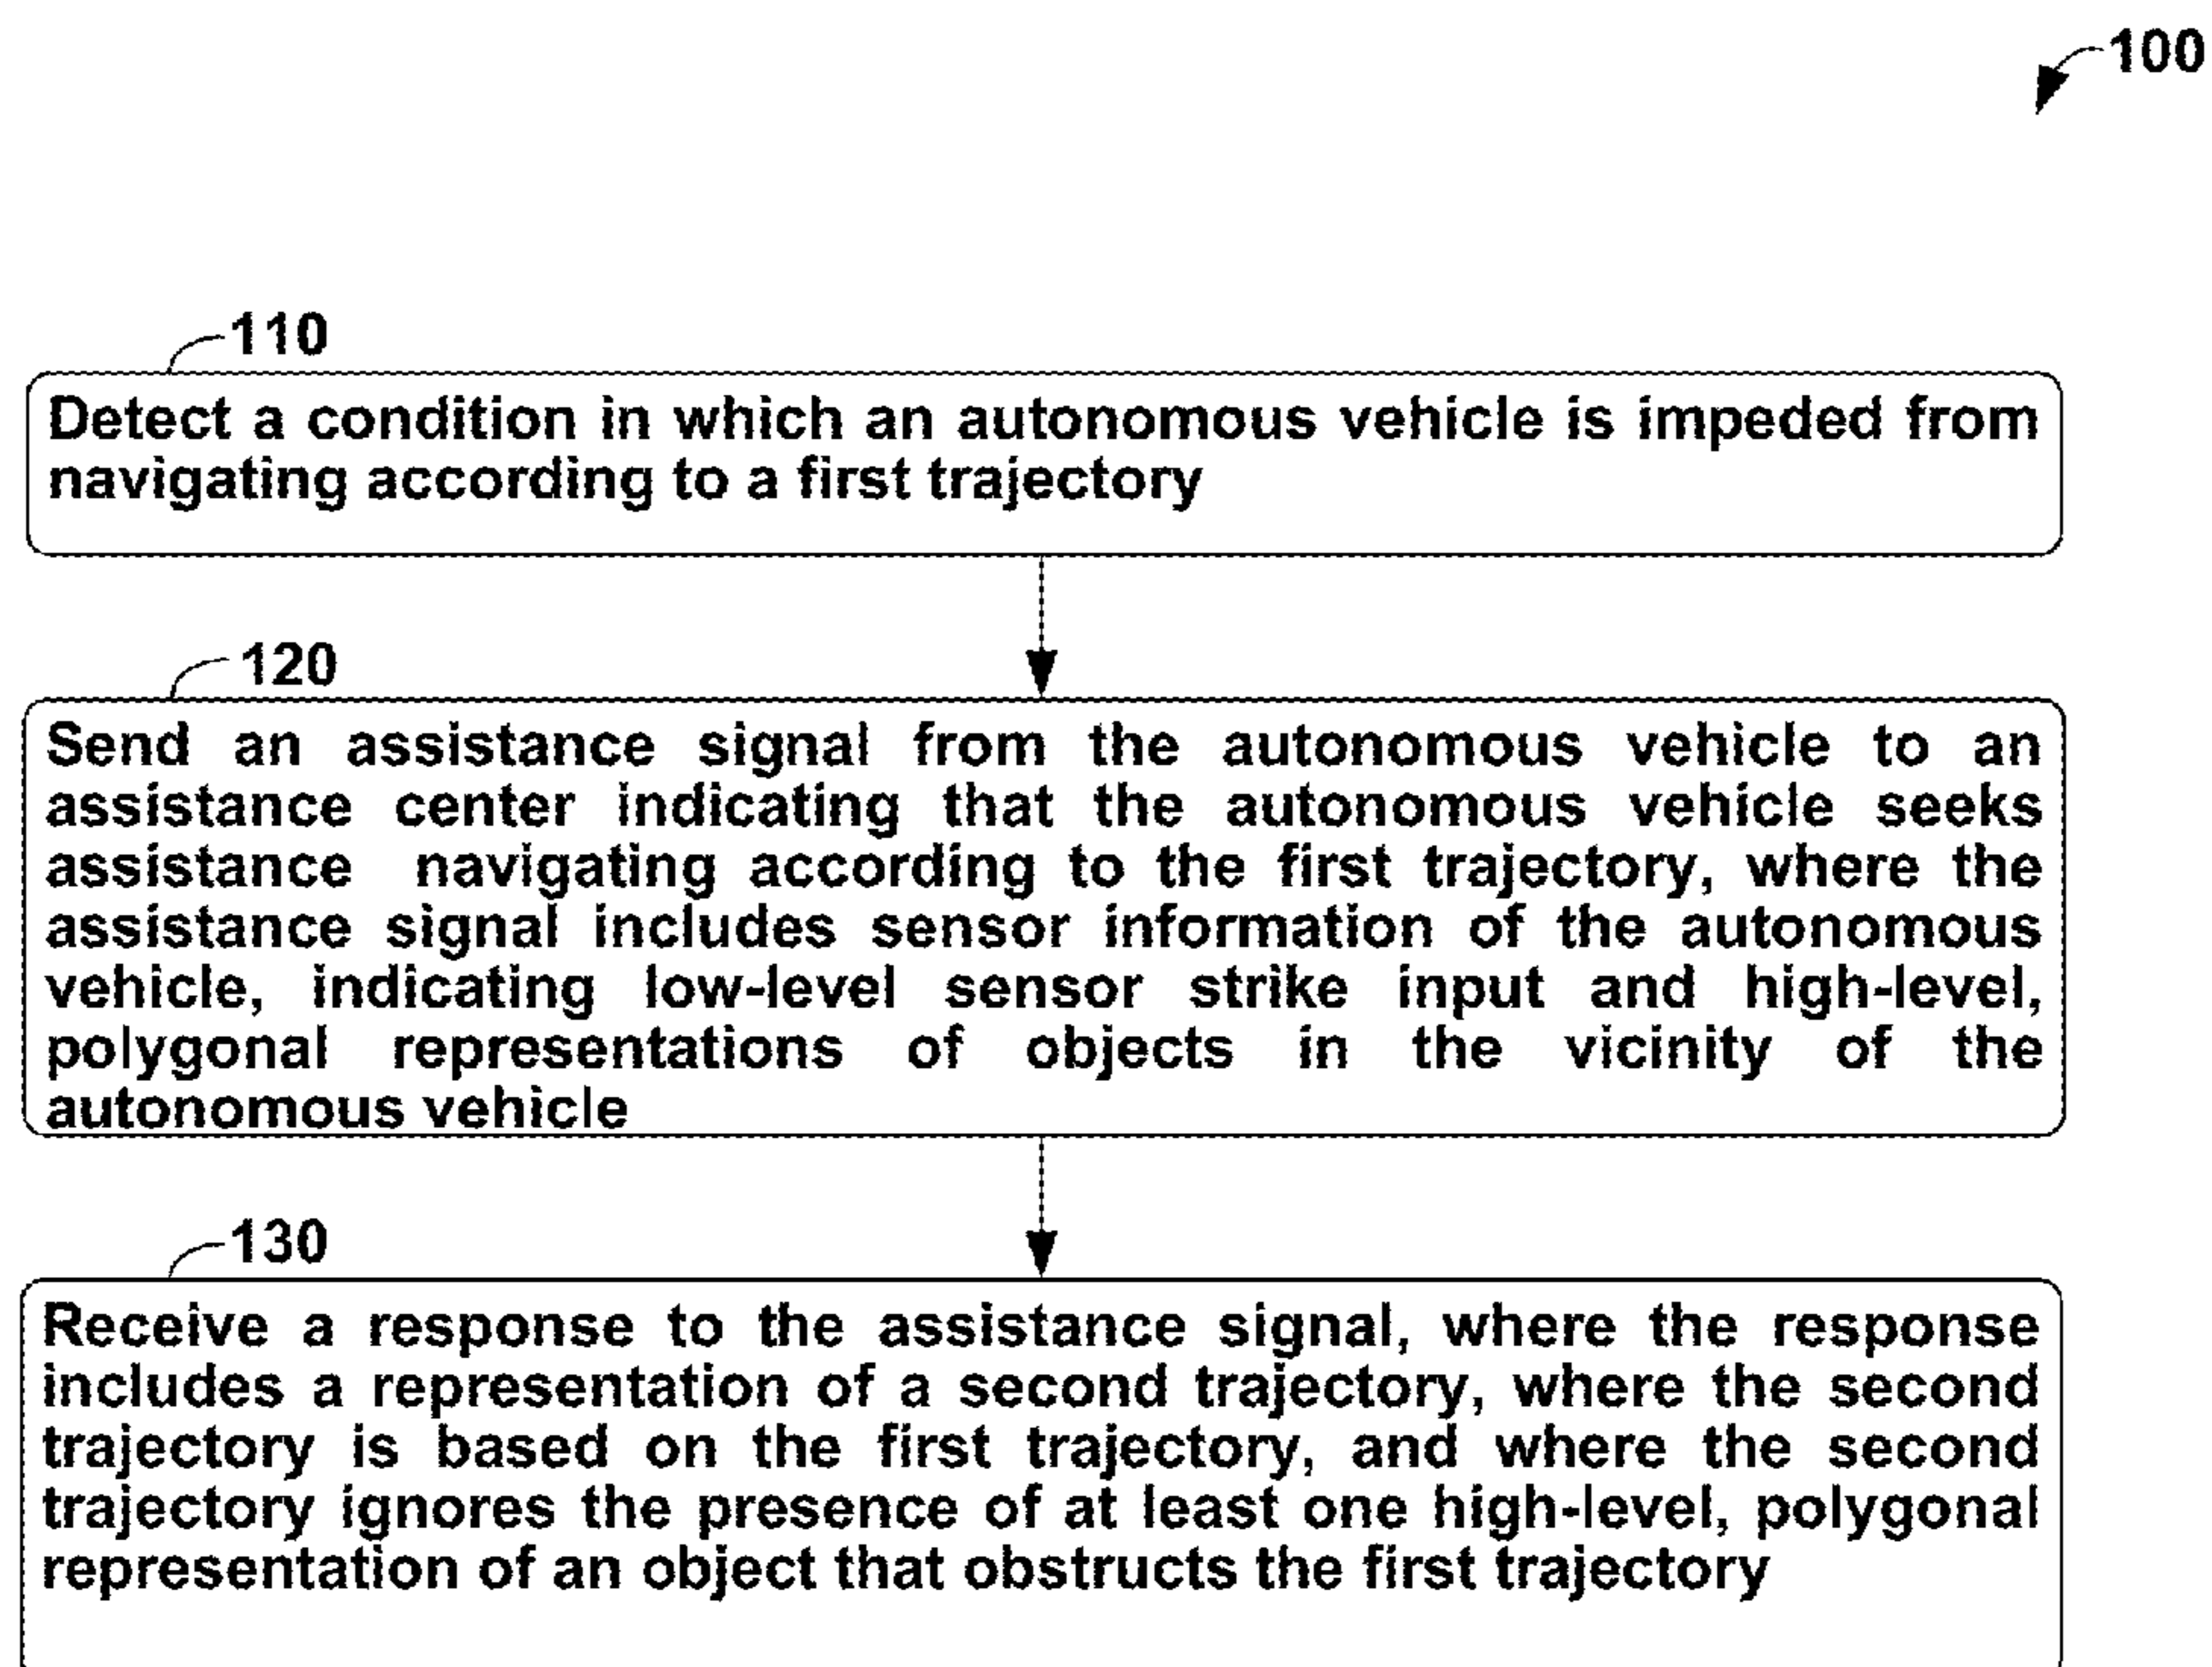 100
110
Detect a condition in which an autonomous vehicle is impeded from
navigating according to a first trajectory
120
Send an assistance signal from the autonomous vehicle to an
assistance center indicating that the autonomous vehicle seeks
assistance navigating according to the first trajectory, where the
assistance signal includes sensor information of the autonomous
vehicle, indicating low-level sensor strike input and high-level,
polygonal representations of objects in the vicinity of the
autonomous vehicle
130
Receive a response to the assistance signal, where the response
includes a representation of a second trajectory, where the second
trajectory is based on the first trajectory, and where the second
trajectory ignores the presence of at least one high-level, polygonal
representation of an object that obstructs the first trajectory